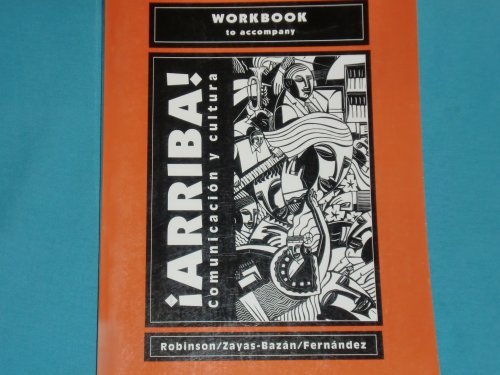 WORKBOOK
to accompany
¡ARRIBA!
comunicación y cultura
Robinson/Zayas-Bazán/Fernández